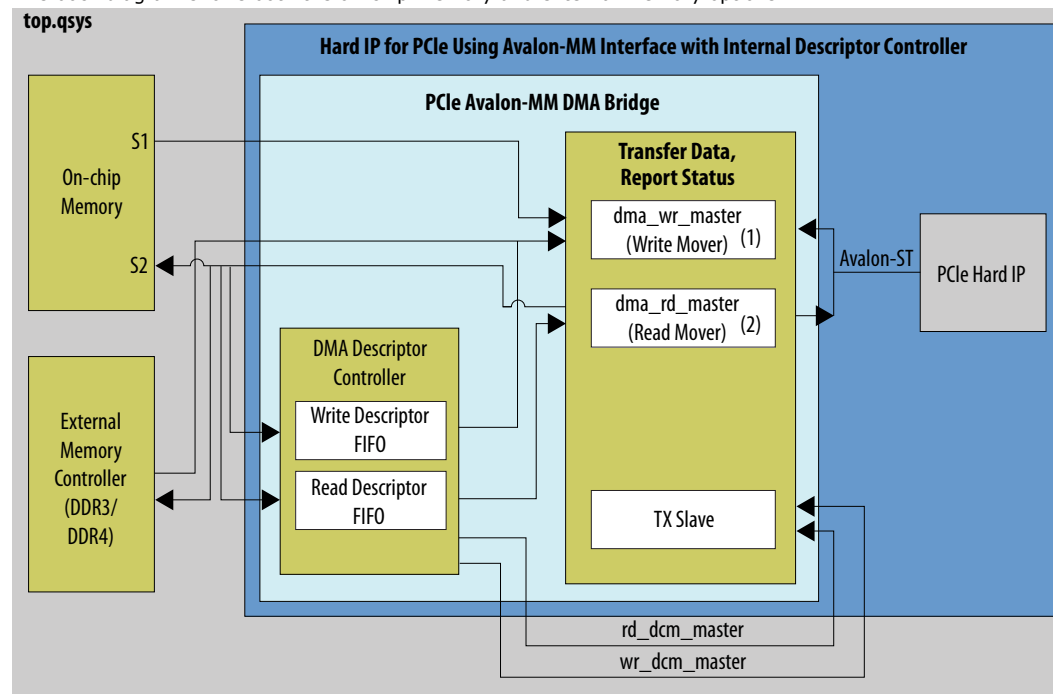 top.qsys
Hard IP for PCIe Using Avalon-MM Interface with Internal Descriptor Controller
PCIe Avalon-MM DMA Bridge
On-chip
Memory
S1
S2
Transfer Data,
Report Status
dma_wr_master
(Write Mover) (1)
dma_rd_master
(Read Mover) (2)
Avalon-ST
PCIe Hard IP
DMA Descriptor
Controller
Write Descriptor
FIFO
Read Descriptor
FIFO
External
Memory
Controller
(DDR3/
DDR4)
TX Slave
rd_dcm_master
wr_dcm_master